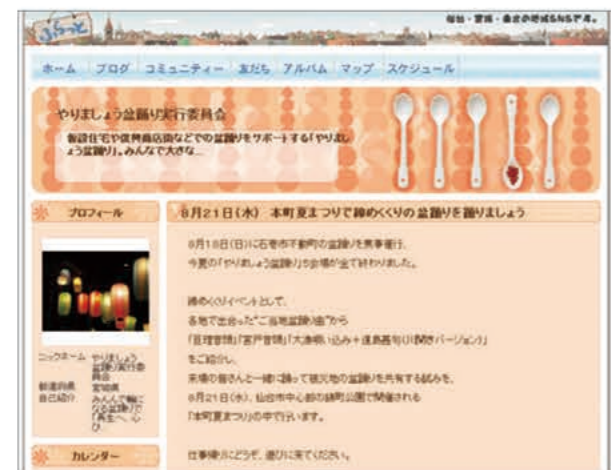 ふらっと
仙台・宮城・東北の地域SNSです。
ホーム ブログ コミュニティー 友だち アルバム マップ スケジュール
やりましょう盆踊り実行委員会
仮設住宅や復興商店街などでの盆踊りをサポートする「やりまし
ょう盆踊り」。みんなで大きな...
プロフィール
ニックネーム やりましょう
盆踊り実行委
員会
都道府県 宮城県
自己紹介 みんなで輪に
なる盆踊りで
「再生へ、心
ひ
カレンダー
8月21日(水) 本町夏まつりで締めくくりの盆踊りを踊りましょう
8月18日(日)に石巻市不動町の盆踊りを無事催行、
今夏の「やりましょう盆踊り」5会場が全て終わりました。
締めくくりイベントとして、
各地で出会った"ご当地盆踊り曲"から
「亘理音頭」「宮戸音頭」「大漁唄い込み+遠島甚句(川開きバージョン)」
をご紹介し、
来場の皆さんと一緒に踊って被災地の盆踊りを共有する試みを、
8月21日(水)、仙台市中心部の錦町公園で開催される
「本町夏まつり」の中で行います。
仕事帰りにどうぞ、遊びに来てください。